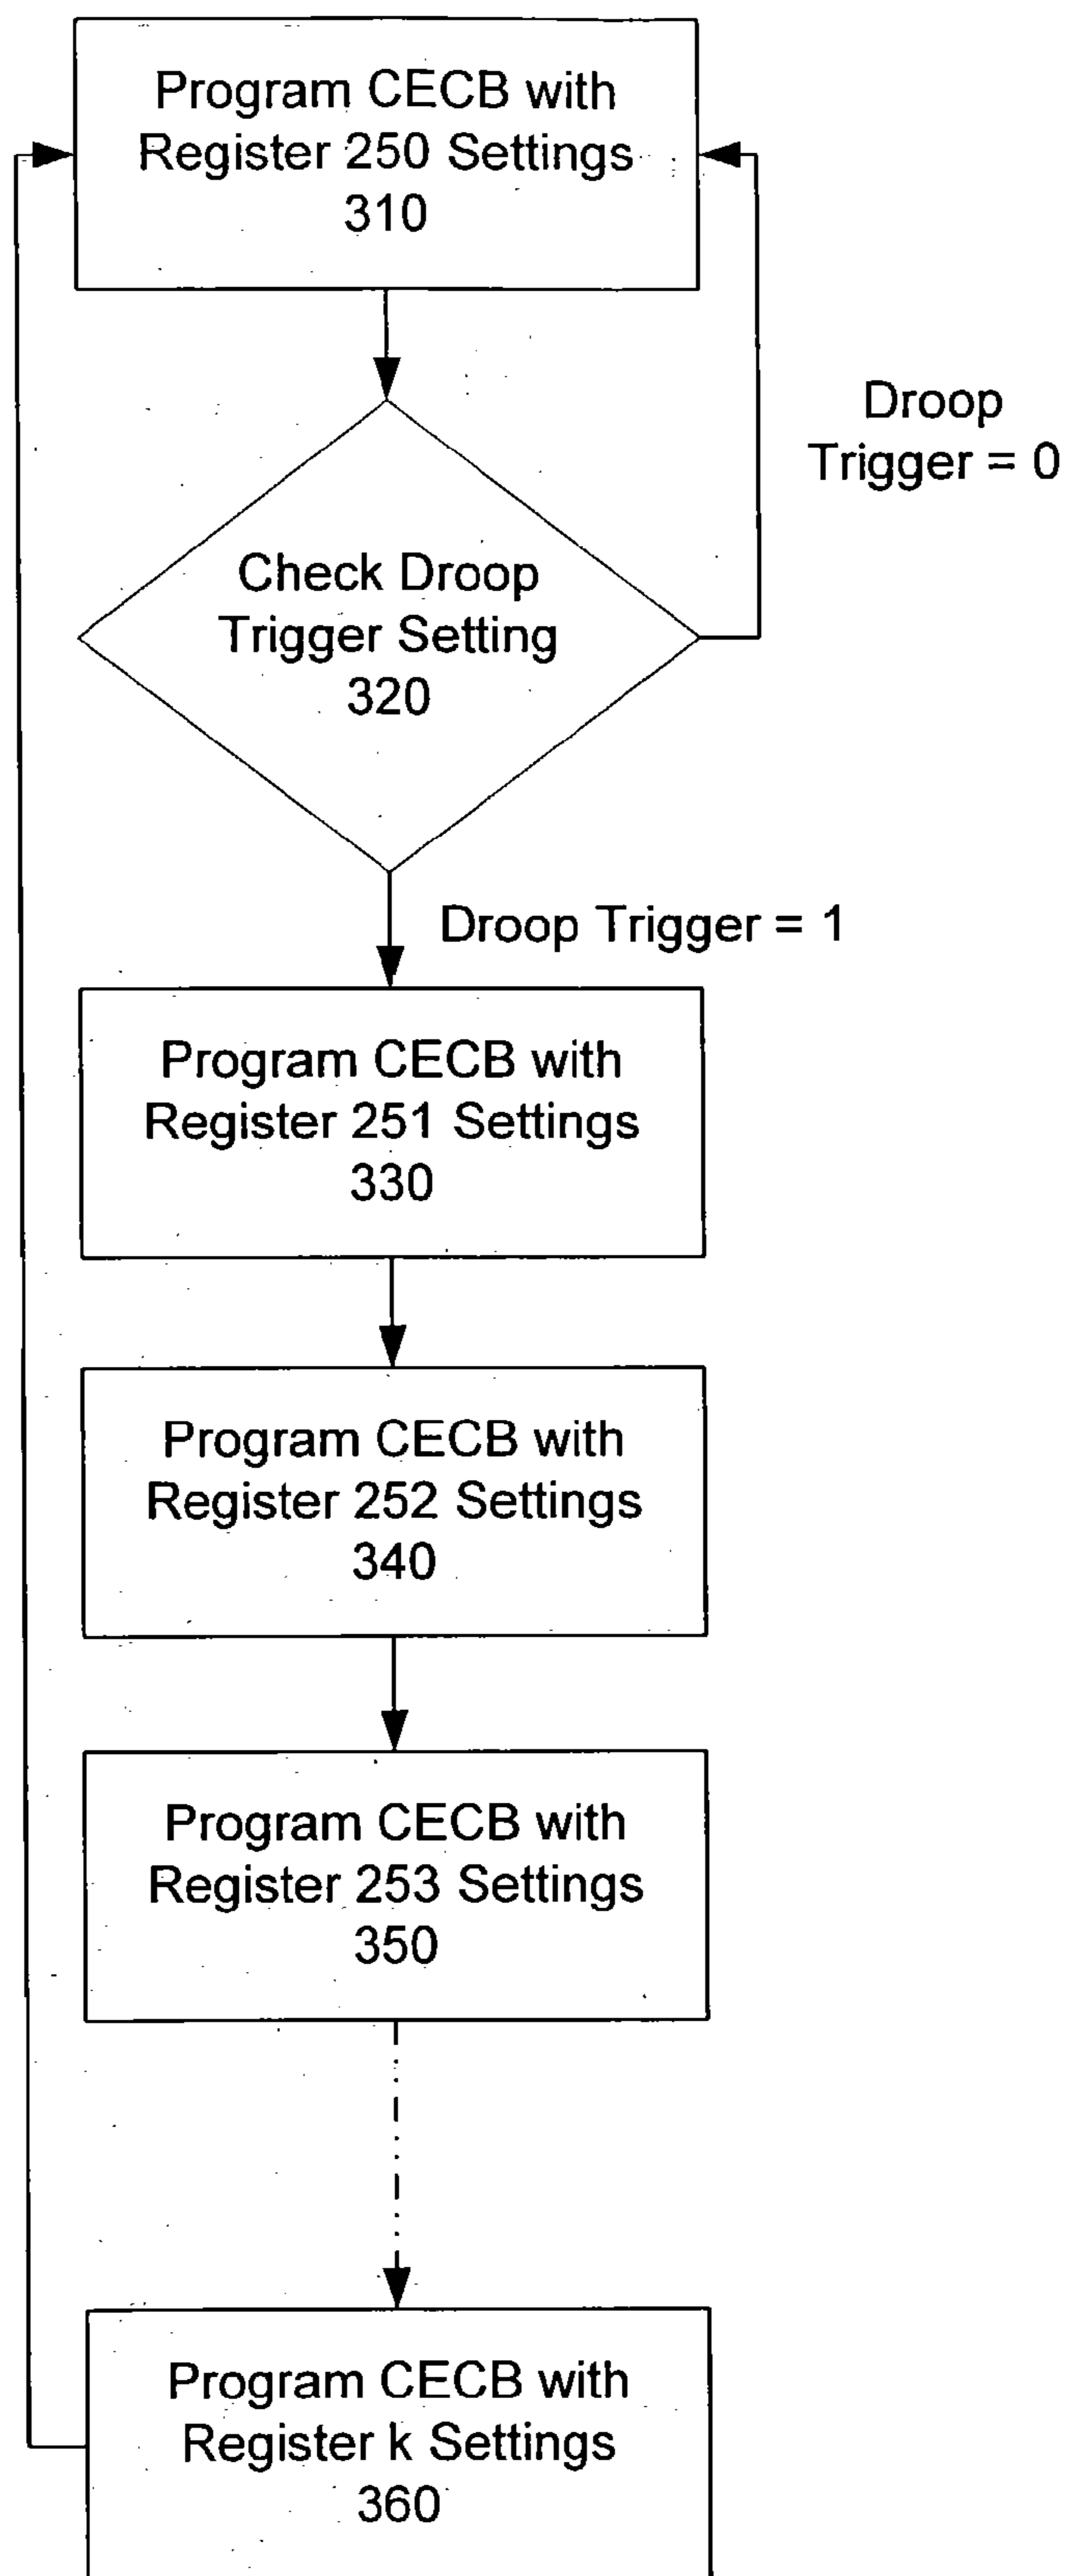 Program CECB with
Register 250 Settings
310
Droop
Trigger = 0
Check Droop
Trigger Setting
320
Droop Trigger = 1
Program CECB with
Register 251 Settings
330
Program CECB with
Register 252 Settings
340
Program CECB with
Register 253 Settings
350
Program CECB with
Register k Settings
360